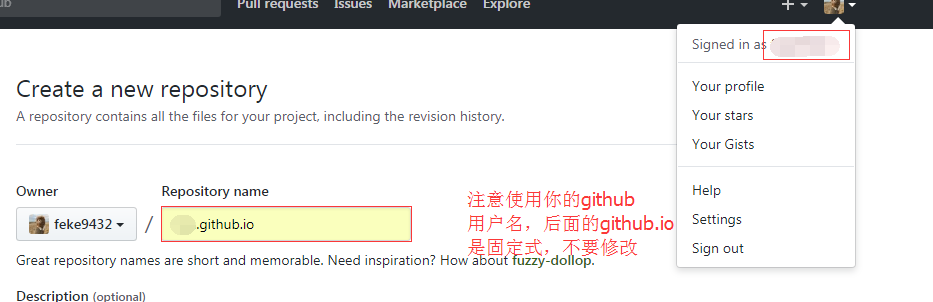 ub
Pull requests Issues Marketplace Explore
Signed in as
Your profile
Your stars
Your Gists
Help
Settings
Sign out
Create a new repository
A repository contains all the files for your project, including the revision history.
Owner
Repository name
feke9432 / .github.io
注意使用你的github
用户名，后面的github.io
是固定式，不要修改
Great repository names are short and memorable. Need inspiration? How about fuzzy-dollop.
Description (optional)